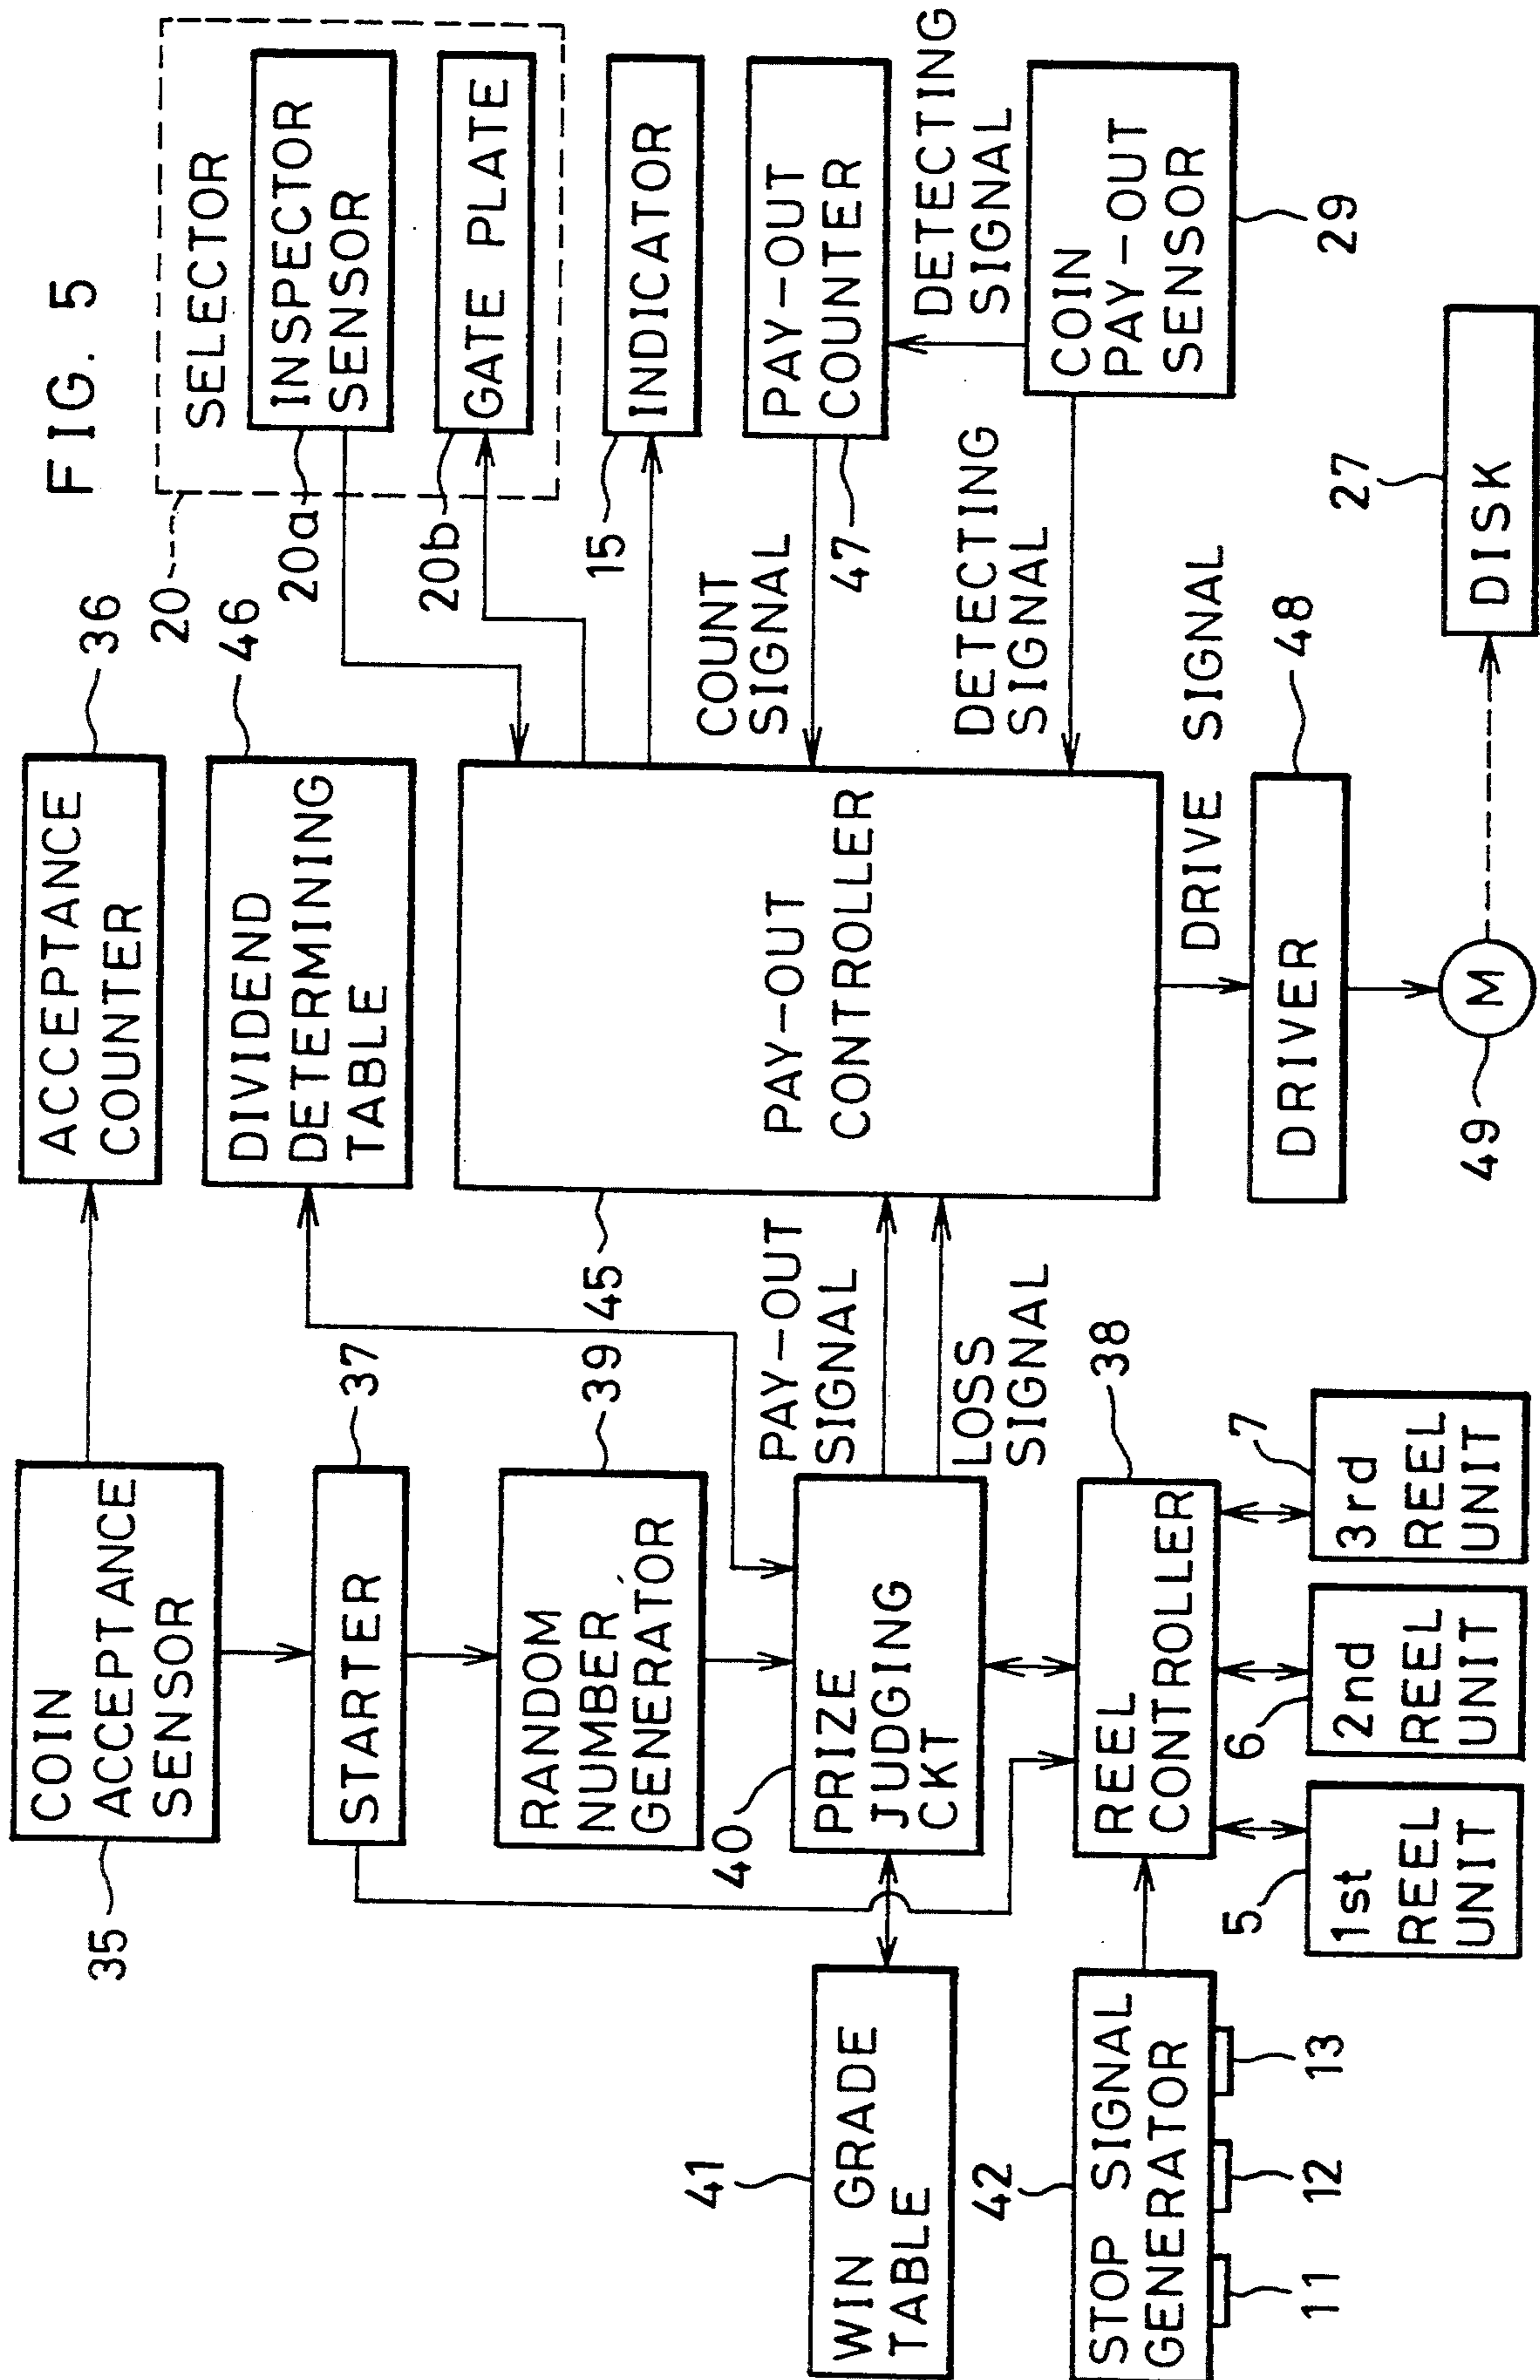 FIG. 5
COIN
ACCEPTANCE
SENSOR
35
ACCEPTANCE
COUNTER
36
STARTER
37
DIVIDEND
DETERMINING
TABLE
46
20
SELECTOR
INSPECTOR
SENSOR
20a
GATE PLATE
20b
RANDOM
NUMBER
GENERATOR
39
INDICATOR
15
WIN GRADE
TABLE
41
PRIZE
JUDGING
CKT
40
PAY-OUT
SIGNAL
LOSS
SIGNAL
PAY-OUT
CONTROLLER
45
COUNT
SIGNAL
PAY-OUT
COUNTER
47
DETECTING
SIGNAL
DETECTING
SIGNAL
COIN
PAY-OUT
SENSOR
29
STOP SIGNAL
GENERATOR
42
11
12
13
REEL
CONTROLLER
38
1st
REEL
UNIT
5
2nd
REEL
UNIT
6
3rd
REEL
UNIT
7
DRIVE SIGNAL
DRIVER
48
M
49
DISK
27